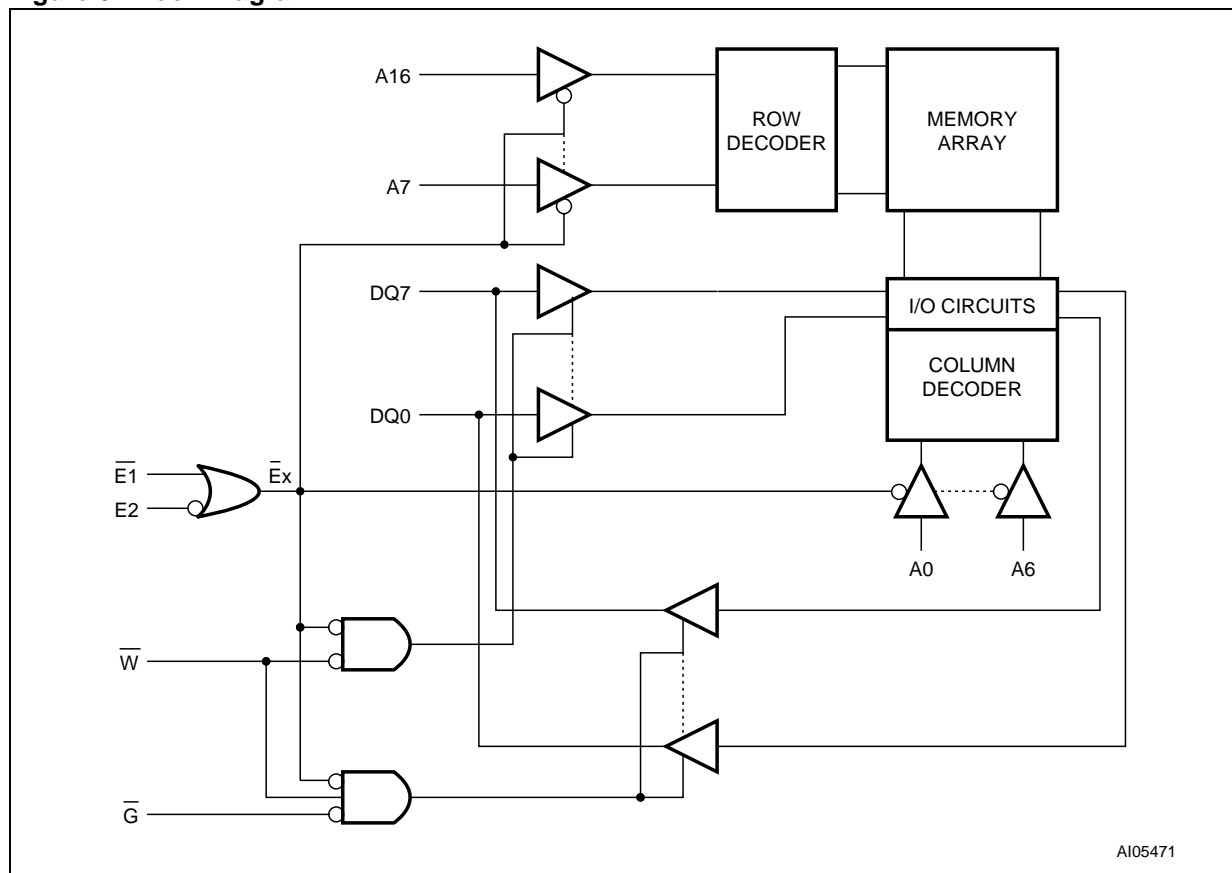 A16
ROW
DECODER
MEMORY
ARRAY
A7
DQ7
I/O CIRCUITS
COLUMN
DECODER
DQ0
E1
Ex
E2
A0
A6
W
G
AI05471